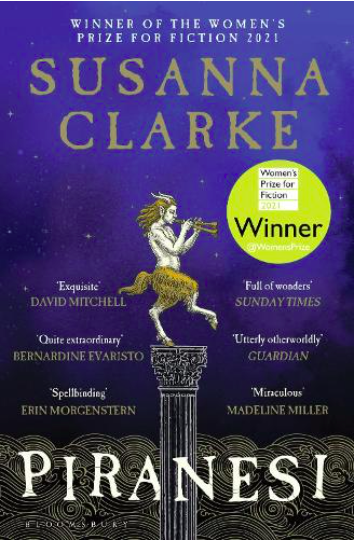 WINNER OF THE WOMEN'S
PRIZE FOR FICTION 2021
SUSANNA
CLARKE
Women's
Prize for
Fiction
2021
Winner
@WomensPrize
'Exquisite'
DAVID MITCHELL
'Full of wonders'
SUNDAY TIMES
'Quite extraordinary'
BERNARDINE EVARISTO
'Utterly otherworldly'
GUARDIAN
'Spellbinding'
ERIN MORGENSTERN
'Miraculous'
MADELINE MILLER
PIRANESI
BLOOMSBURY